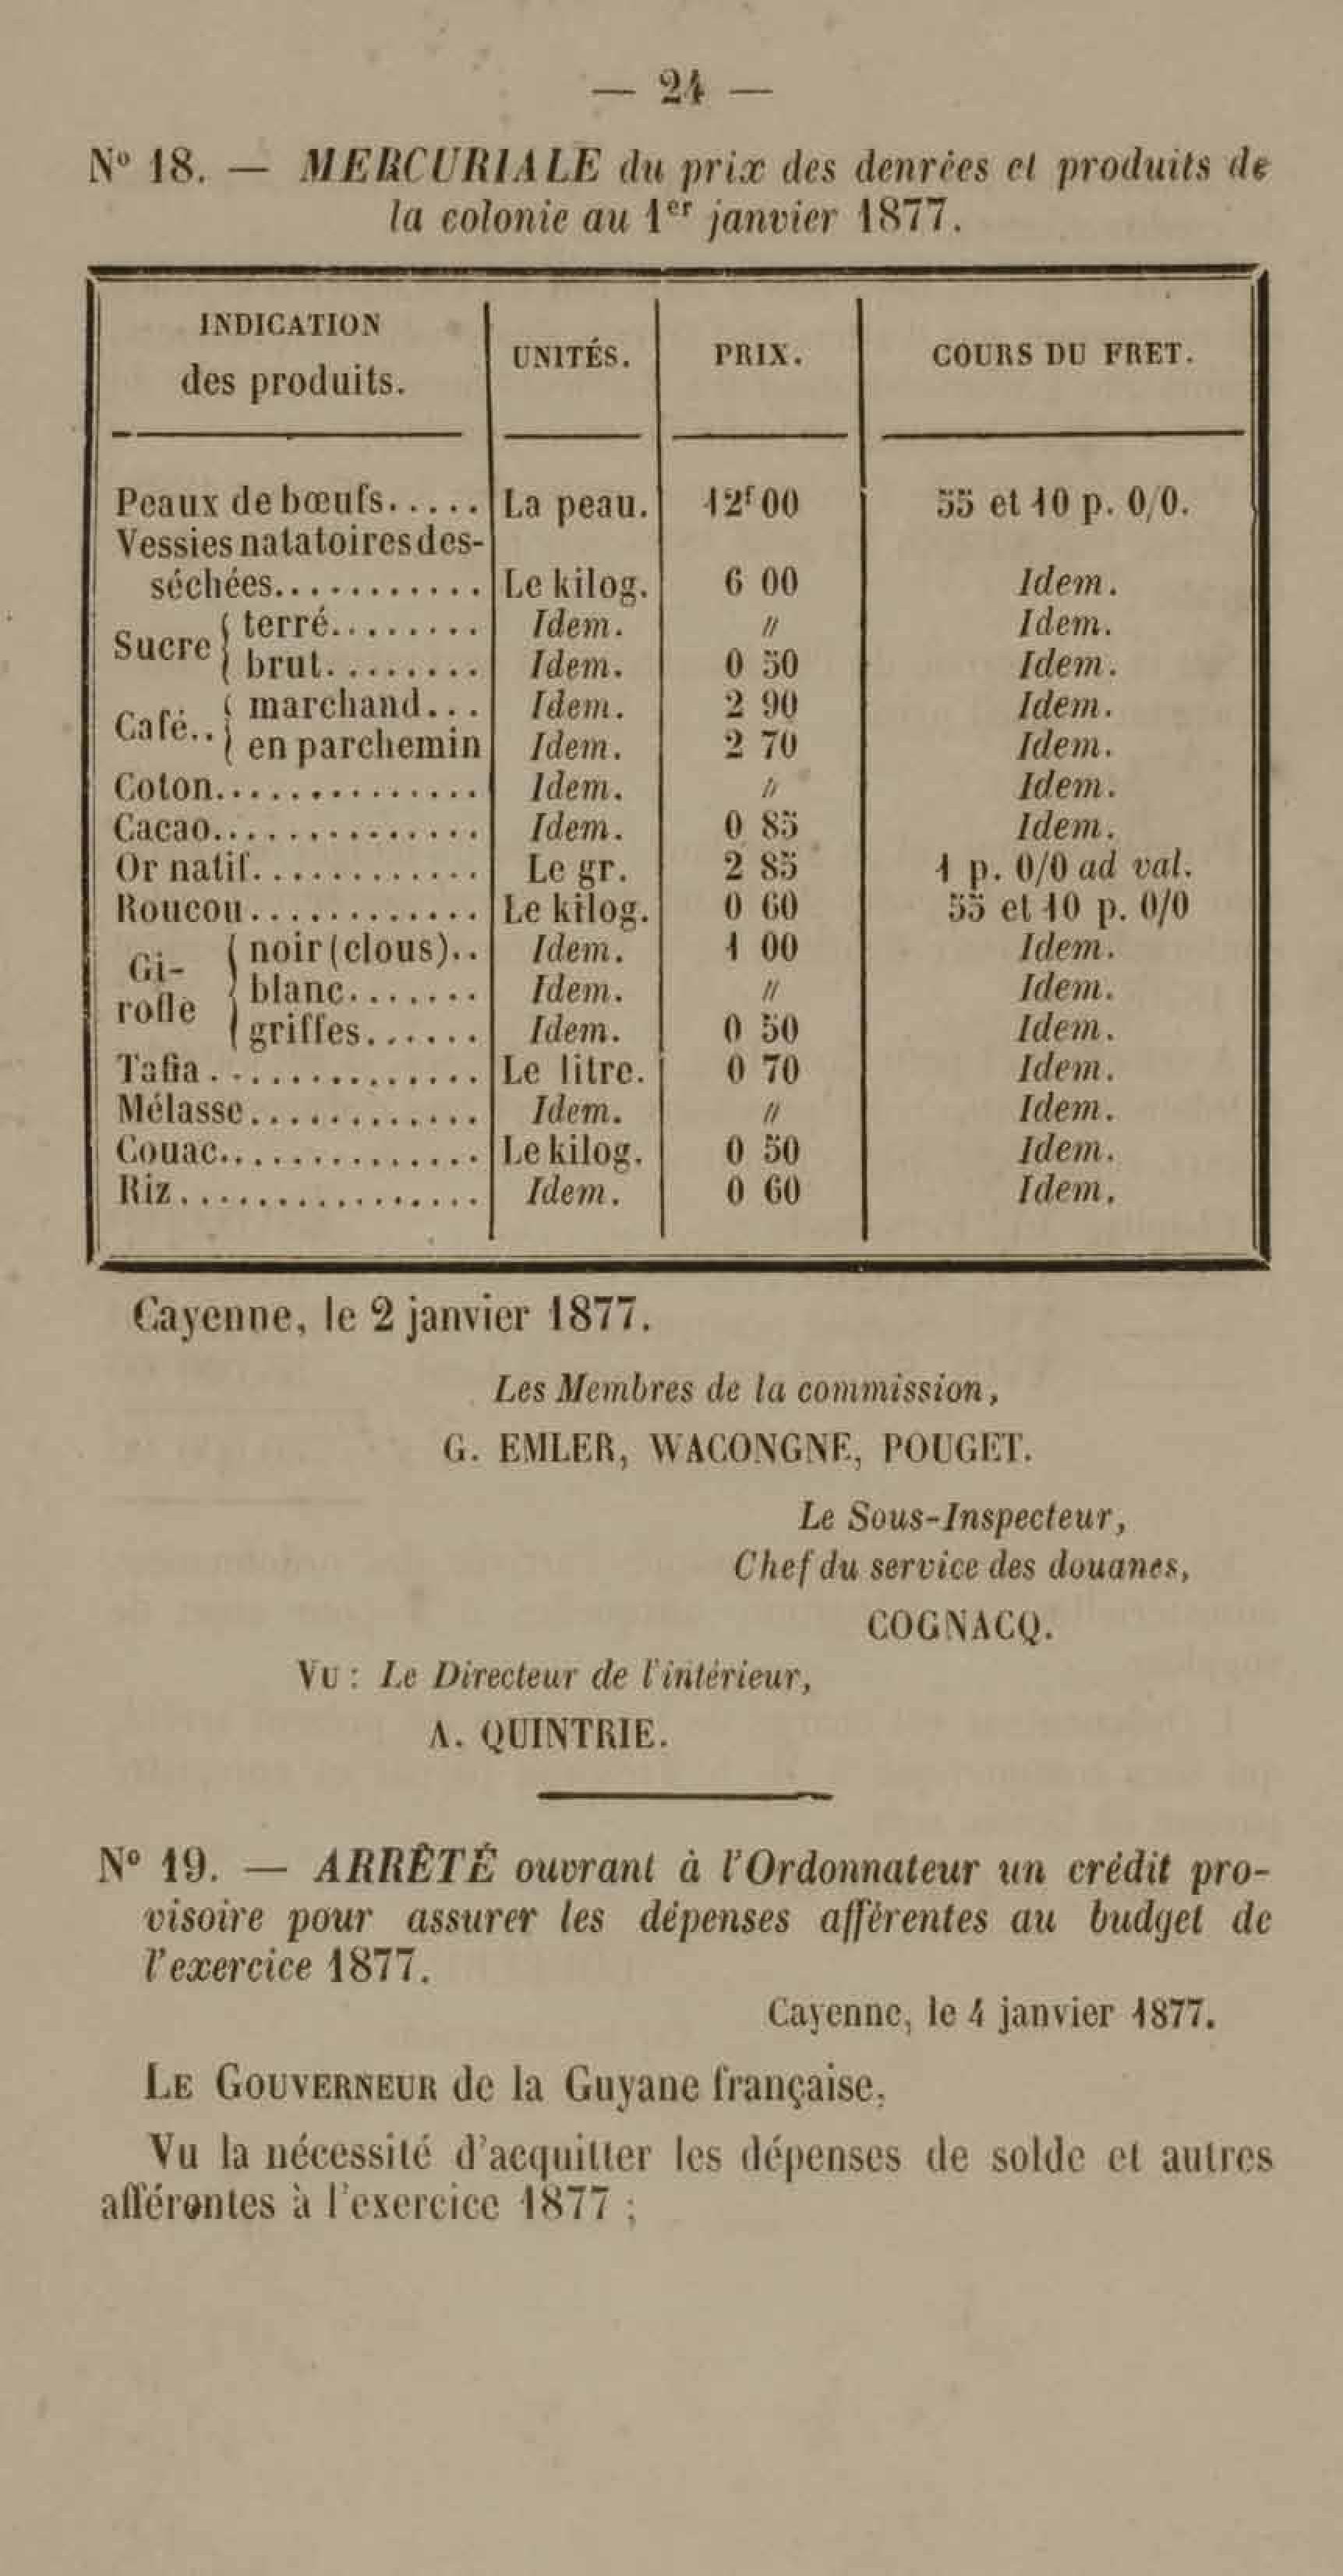 — 24 —
N° 18. — MERCURIALE du prix des denrées et produits de
la colonie au 1er janvier 1877.
INDICATION
des produits.
UNITÉS.
PRIX.
COURS DU FRET.
Peaux de bœufs..... La peau. 12f 00 55 et 10 p. 0/0.
Vessies natatoires des-
séchées........... Le kilog. 6 00 Idem.
Sucre { terré........ Idem. " Idem.
{ brut........ Idem. 0 50 Idem.
Café.. { marchand... Idem. 2 90 Idem.
{ en parchemin Idem. 2 70 Idem.
Coton.............. Idem. " Idem.
Cacao.............. Idem. 0 85 Idem.
Or natif............ Le gr. 2 85 1 p. 0/0 ad val.
Roucou............ Le kilog. 0 60 55 et 10 p. 0/0
Gi-
rofle { noir (clous).. Idem. 1 00 Idem.
{ blanc....... Idem. " Idem.
{ griffes...... Idem. 0 50 Idem.
Tafia.............. Le litre. 0 70 Idem.
Mélasse............ Idem. " Idem.
Couac.............. Le kilog. 0 50 Idem.
Riz................ Idem. 0 60 Idem.
Cayenne, le 2 janvier 1877.
Les Membres de la commission,
G. EMLER, WACONGNE, POUGET.
Le Sous-Inspecteur,
Chef du service des douanes,
COGNACQ.
VU : Le Directeur de l'intérieur,
A. QUINTRIE.
N° 19. — ARRÊTÉ ouvrant à l'Ordonnateur un crédit pro-
visoire pour assurer les dépenses afférentes au budget de
l'exercice 1877.
Cayenne, le 4 janvier 1877.
LE GOUVERNEUR de la Guyane française,
Vu la nécessité d'acquitter les dépenses de solde et autres
afférentes à l'exercice 1877 ;